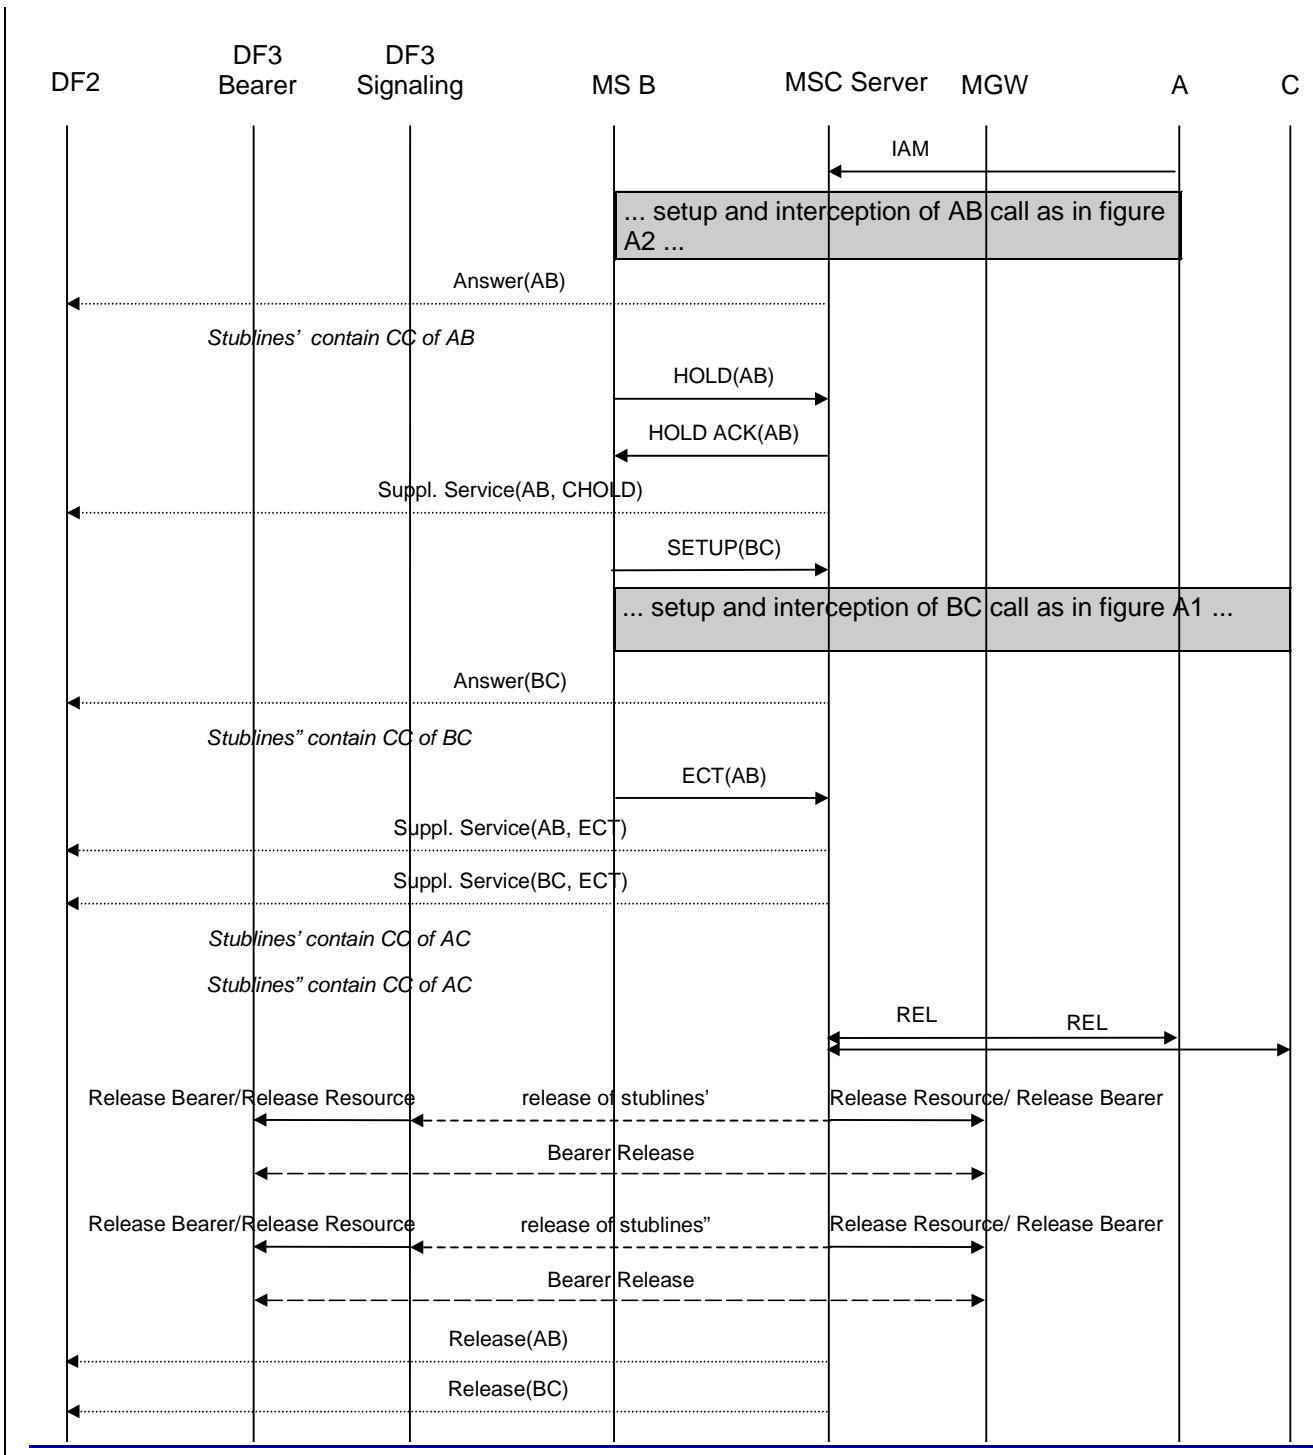 DF2
DF3
Bearer
DF3
Signaling
MS B
MSC Server
MGW
A
C
IAM
... setup and interception of AB call as in figure
A2 ...
Answer(AB)
Stublines’ contain CC of AB
HOLD(AB)
HOLD ACK(AB)
Suppl. Service(AB, CHOLD)
SETUP(BC)
... setup and interception of BC call as in figure A1 ...
Answer(BC)
Stublines” contain CC of BC
ECT(AB)
Suppl. Service(AB, ECT)
Suppl. Service(BC, ECT)
Stublines’ contain CC of AC
Stublines” contain CC of AC
REL
REL
Release Bearer/Release Resource
release of stublines’
Release Resource/ Release Bearer
Bearer Release
Release Bearer/Release Resource
release of stublines”
Release Resource/ Release Bearer
Bearer Release
Release(AB)
Release(BC)